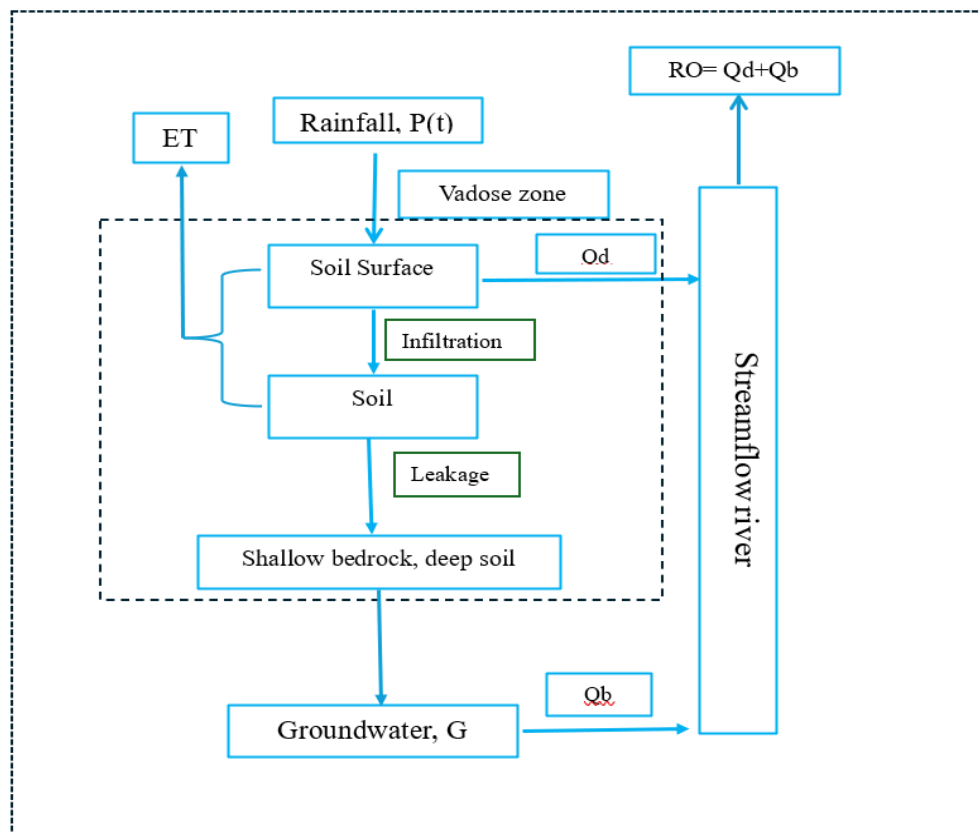 RO= Qd+Qb
Rainfall, P(t)
ET
Vadose zone
Soil Surface
Qd
Infiltration
Soil
Leakage
Shallow bedrock, deep soil
Streamflow river
Qb
Groundwater, G